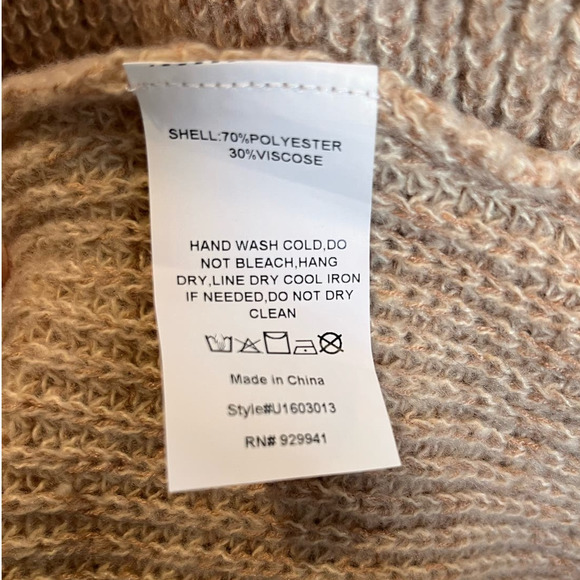 SHELL:70%POLYESTER
30%VISCOSE
HAND WASH COLD,DO
NOT BLEACH,HANG
DRY,LINE DRY COOL IRON
IF NEEDED,DO NOT DRY
CLEAN
Made in China
Style#U1603013
RN# 929941